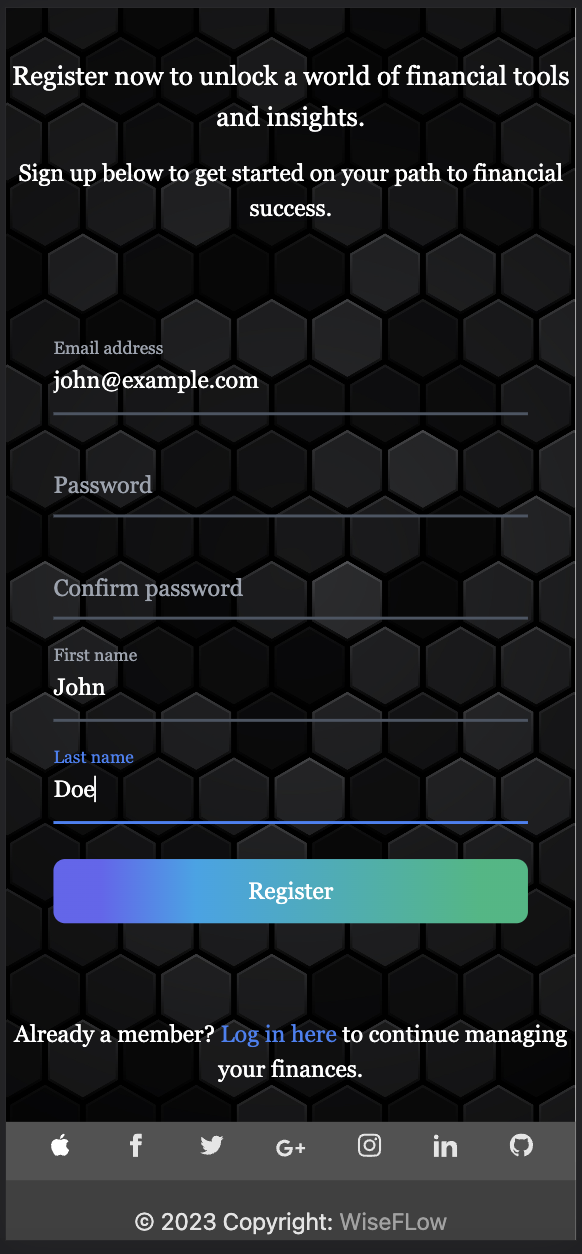 Register now to unlock a world of financial tools
and insights.
Sign up below to get started on your path to financial
success.
Email address
john@example.com
Password
Confirm password
First name
John
Last name
Doe
Register
Already a member? Log in here to continue managing
your finances.
G+
in
© 2023 Copyright: WiseFLow